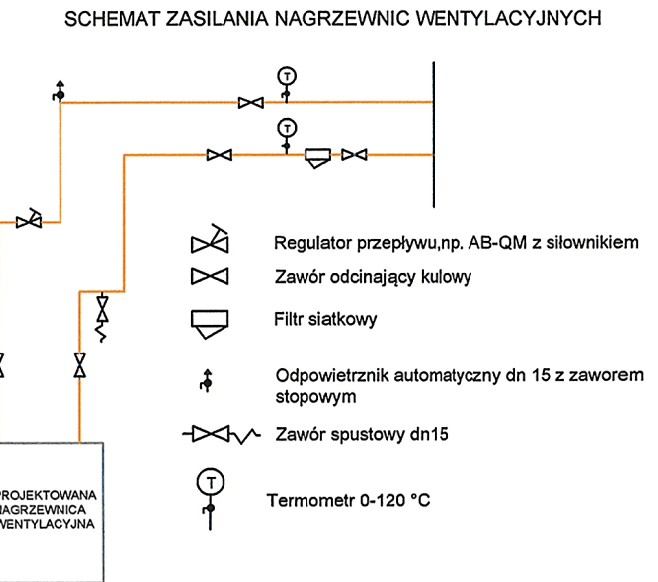 SCHEMAT ZASILANIA NAGRZEWNIC WENTYLACYJNYCH
T
T
Regulator przepływu,np. AB-QM z siłownikiem
Zawór odcinający kulowy
Filtr siatkowy
Odpowietrznik automatyczny dn 15 z zaworem
stopowym
Zawór spustowy dn15
T
Termometr 0-120 °C
PROJEKTOWANA
NAGRZEWNICA
WENTYLACYJNA